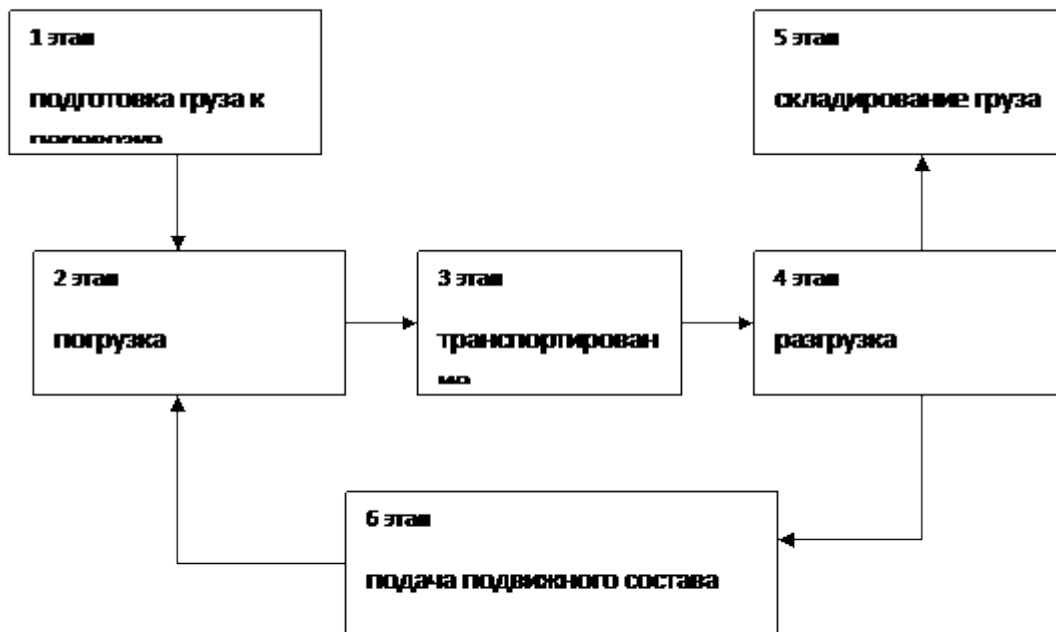 1 этап
подготовка груза к
5 этап
складирование груза
2 этап
погрузка
3 этап
транспортирован
4 этап
разгрузка
6 этап
подача подвижного состава